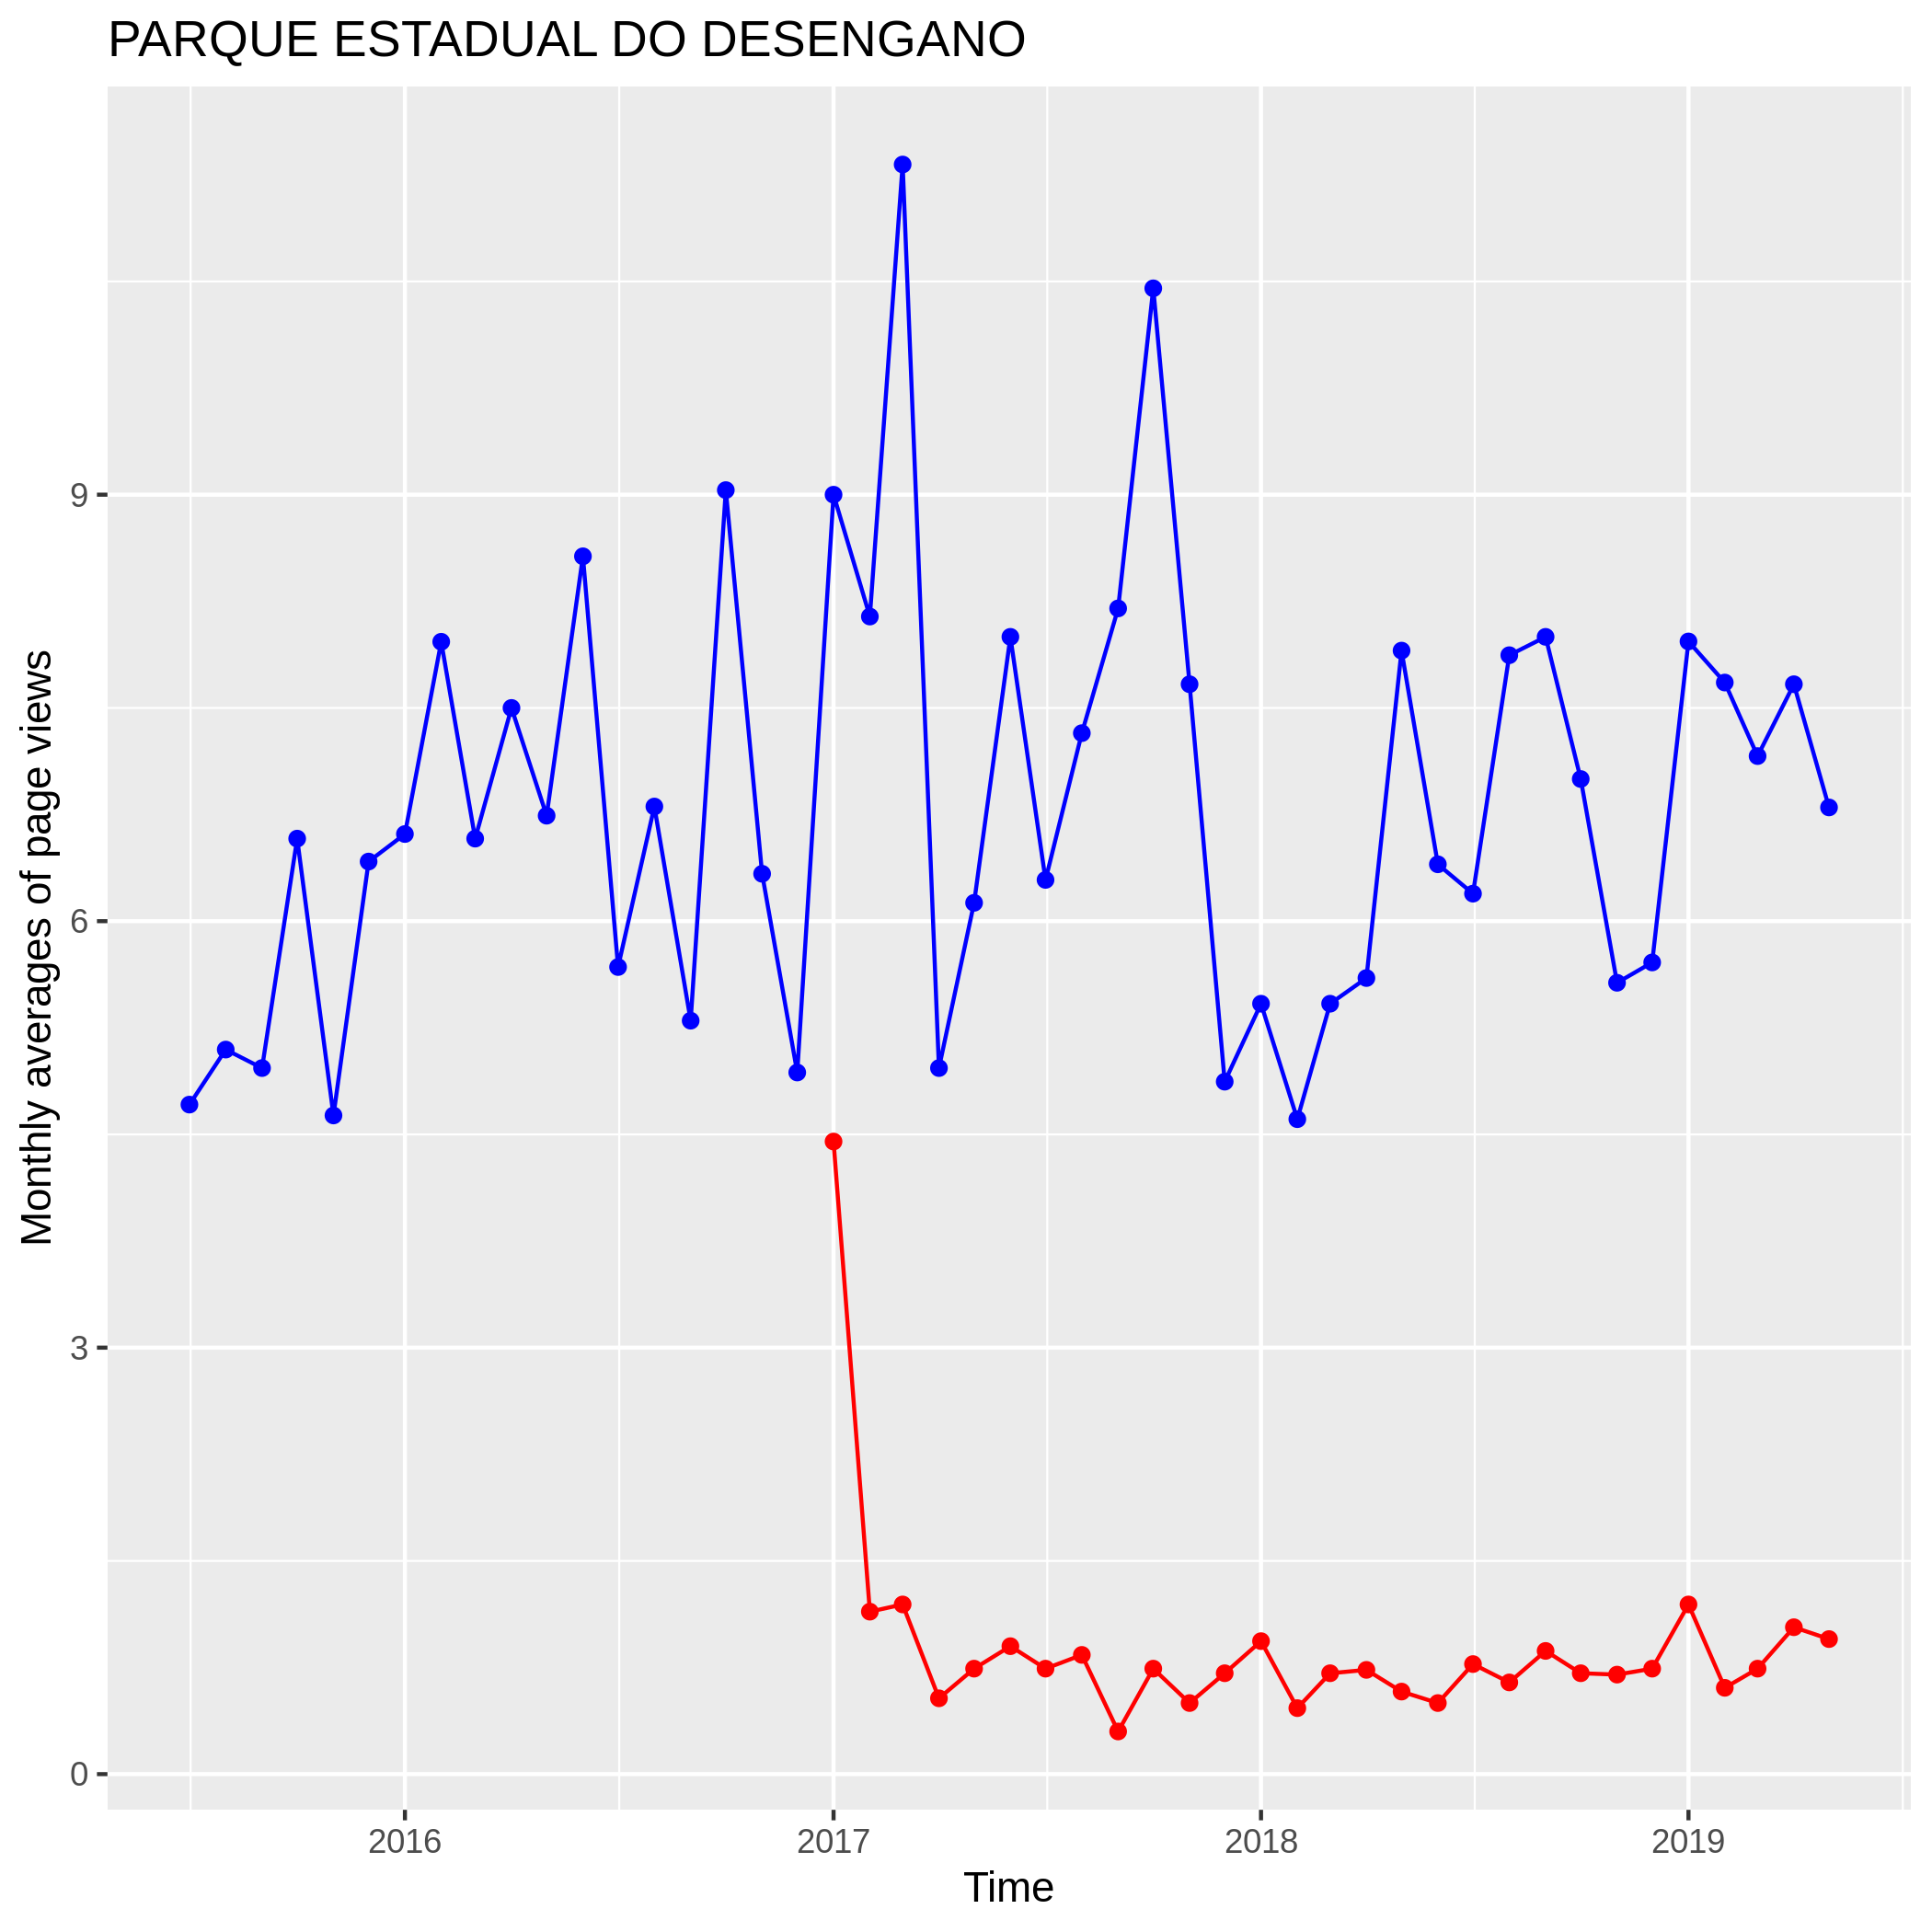 PARQUE ESTADUAL DO DESENGANO
Monthly averages of page views
9
6
3
0
2016
2017
2018
2019
Time